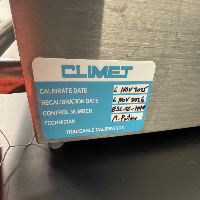 CLIMET
CALIBRATE DATE 6 NOV 2025
RECALIBRATION DATE 6 NOV 2026
CONTROL NUMBER
TECHNICIAN
TRACEABLE CALIBRATION